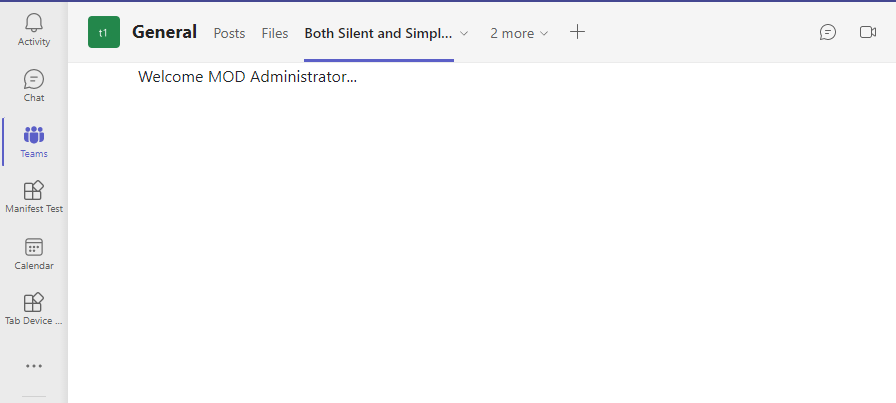 Activity
Chat
Teams
Manifest Test
Calendar
Tab Device ...
t1
General
Posts
Files
Both Silent and Simpl...
2 more
Welcome MOD Administrator...